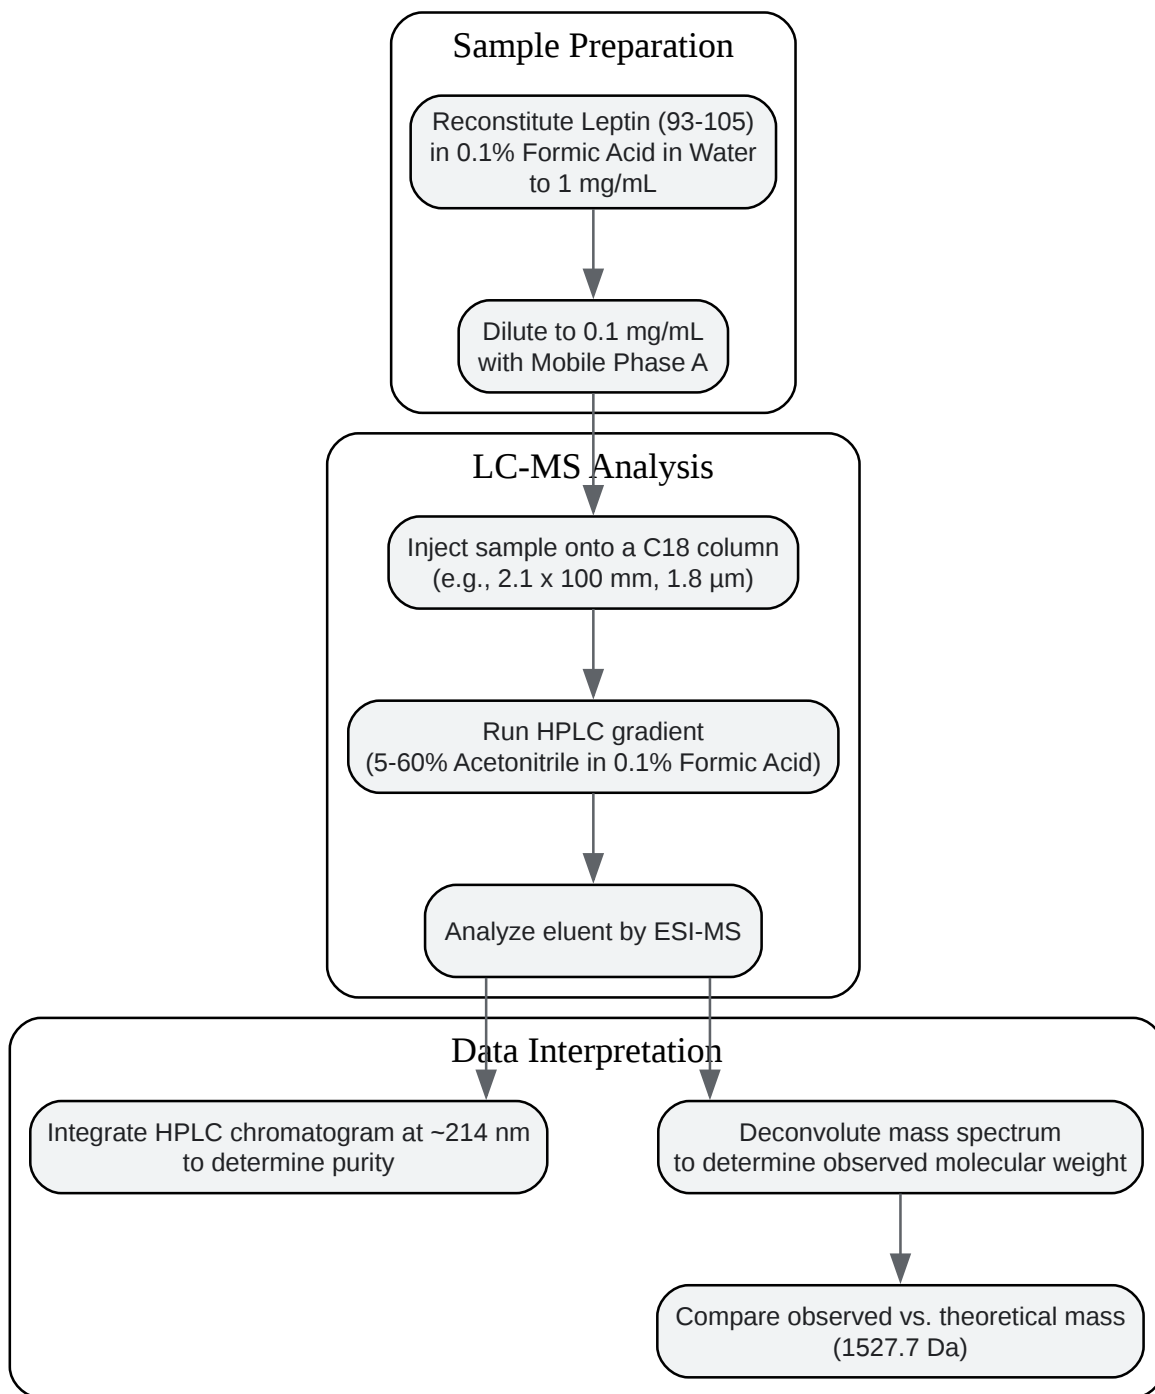 Sample Preparation
Reconstitute Leptin (93-105)
in 0.1% Formic Acid in Water
to 1 mg/mL
Dilute to 0.1 mg/mL
with Mobile Phase A
LC-MS Analysis
Inject sample onto a C18 column
(e.g., 2.1 x 100 mm, 1.8 µm)
Run HPLC gradient
(5-60% Acetonitrile in 0.1% Formic Acid)
Analyze eluent by ESI-MS
Data Interpretation
Integrate HPLC chromatogram at ~214 nm
to determine purity
Deconvolute mass spectrum
to determine observed molecular weight
Compare observed vs. theoretical mass
(1527.7 Da)